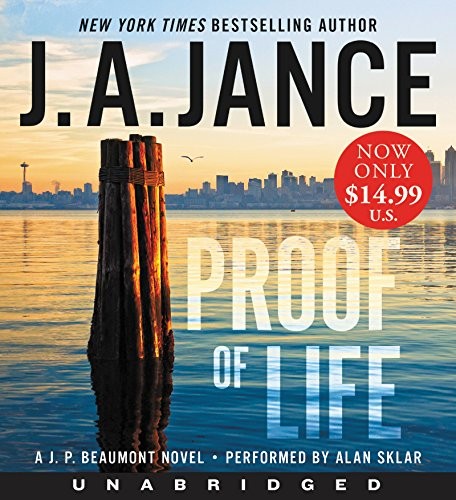 NEW YORK TIMES BESTSELLING AUTHOR
J.A. JANCE
NOW
ONLY
$14.99
U.S.
PROOF
OF
LIFE
A J. P. BEAUMONT NOVEL • PERFORMED BY ALAN SKLAR
UNABRIDGED